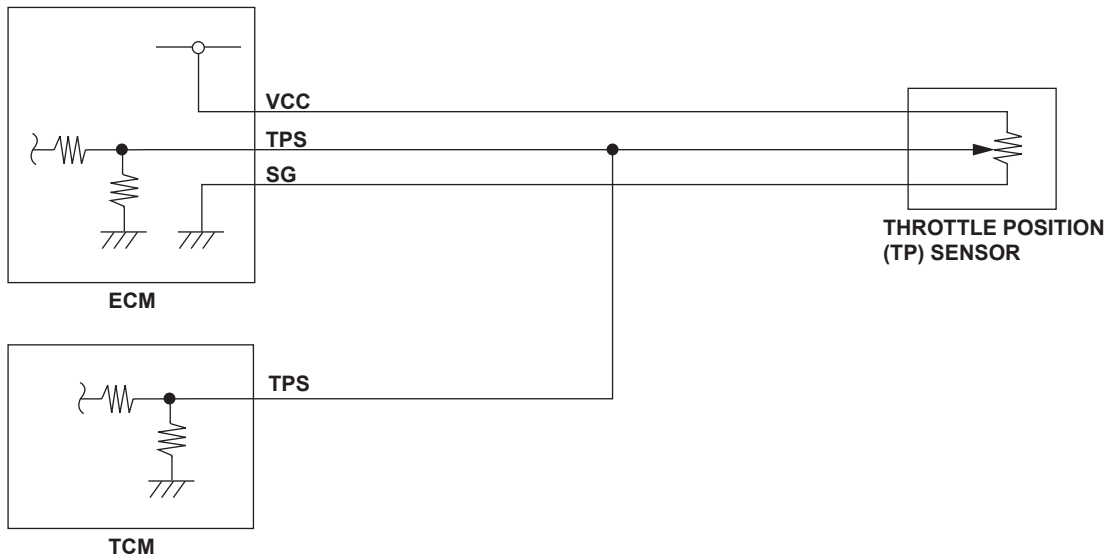 VCC
TPS
SG
THROTTLE POSITION
(TP) SENSOR
ECM
TPS
TCM